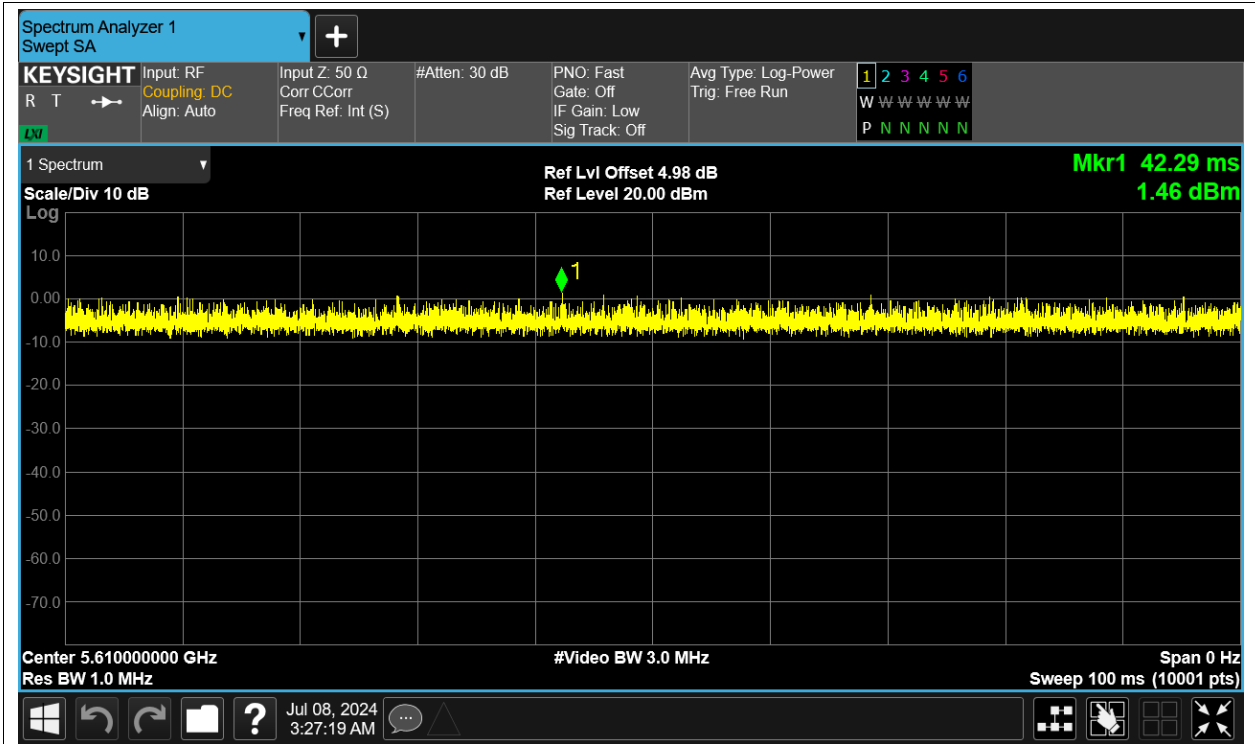 Spectrum Analyzer 1
Swept SA
KEYSIGHT
R T
LXI
Input: RF
Coupling: DC
Align: Auto
Input Z: 50 Ω
Corr CCorr
Freq Ref: Int (S)
#Atten: 30 dB
PNO: Fast
Gate: Off
IF Gain: Low
Sig Track: Off
Avg Type: Log-Power
Trig: Free Run
1 2 3 4 5 6
W W W W W W
P N N N N N
1 Spectrum
Scale/Div 10 dB
Log
Ref Lvl Offset 4.98 dB
Ref Level 20.00 dBm
Mkr1 42.29 ms
1.46 dBm
10.0
1
0.00
-10.0
-20.0
-30.0
-40.0
-50.0
-60.0
-70.0
Center 5.610000000 GHz
Res BW 1.0 MHz
#Video BW 3.0 MHz
Span 0 Hz
Sweep 100 ms (10001 pts)
?
Jul 08, 2024
3:27:19 AM